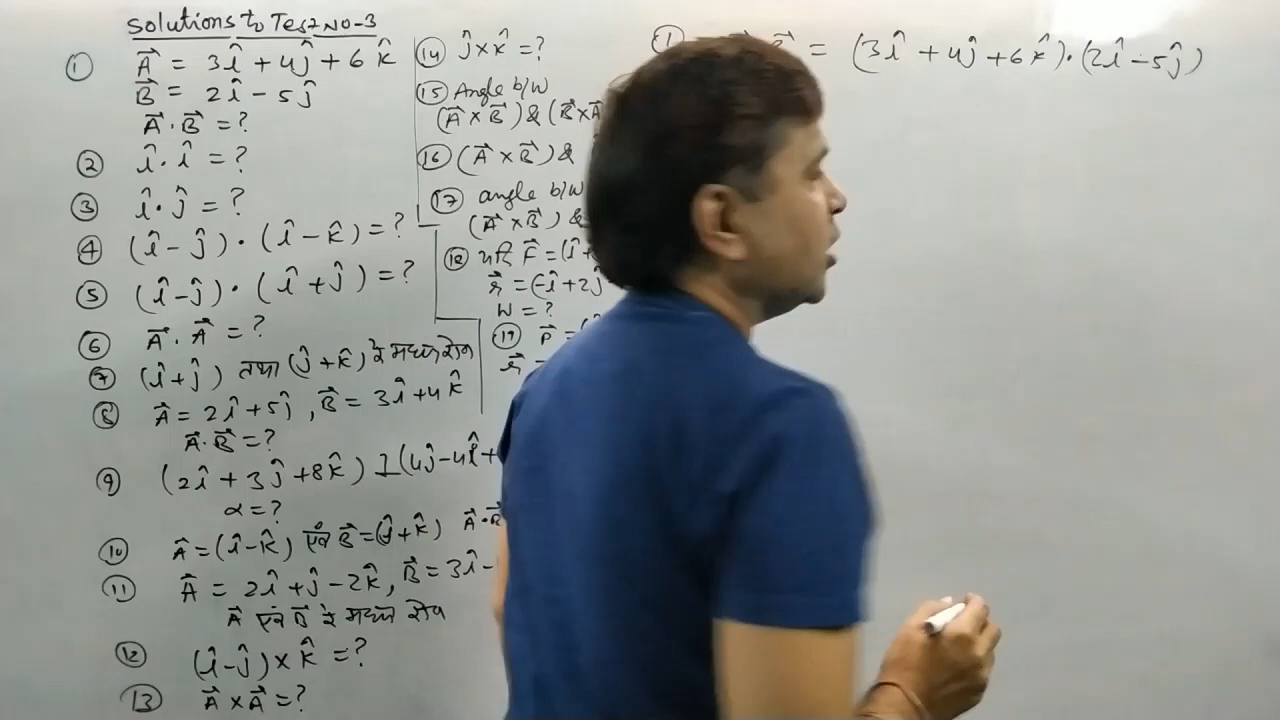 Solutions to Test No-3
① A⃗ = 3î + 4ĵ + 6k̂
B⃗ = 2î - 5ĵ
A⃗ . B⃗ = ?
② î . î = ?
③ î . ĵ = ?
④ (î - ĵ) . (î - k̂) = ?
⑤ (î - ĵ) . (î + ĵ) = ?
⑥ A⃗ . A⃗ = ?
⑦ (î + ĵ) तथा (ĵ + k̂) के मध्य कोण
⑧ A⃗ = 2î + 5ĵ , B⃗ = 3î + 4k̂
A⃗ . B⃗ = ?
⑨ (2î + 3ĵ + 8k̂) ⊥ (4ĵ - 4î +
α = ?
⑩ A⃗ = (î - k̂) एवं B⃗ = (ĵ + k̂) A⃗ . B⃗
⑪ A⃗ = 2î + ĵ - 2k̂, B⃗ = 3î -
A⃗ एवं B⃗ के मध्य कोण
⑫ (î - ĵ) × k̂ = ?
⑬ A⃗ × A⃗ = ?
⑭ ĵ × k̂ = ?
⑮ Angle b/w
(A⃗ × B⃗) & (B⃗ × A⃗
⑯ (A⃗ × B⃗) &
⑰ angle b/w
(A⃗ × B⃗) &
⑱ यदि F⃗ = (î +
r⃗ = (-î + 2ĵ
W = ?
⑲ P⃗ = (
r⃗ =
① B⃗ = (3î + 4ĵ + 6k̂) . (2î - 5ĵ)